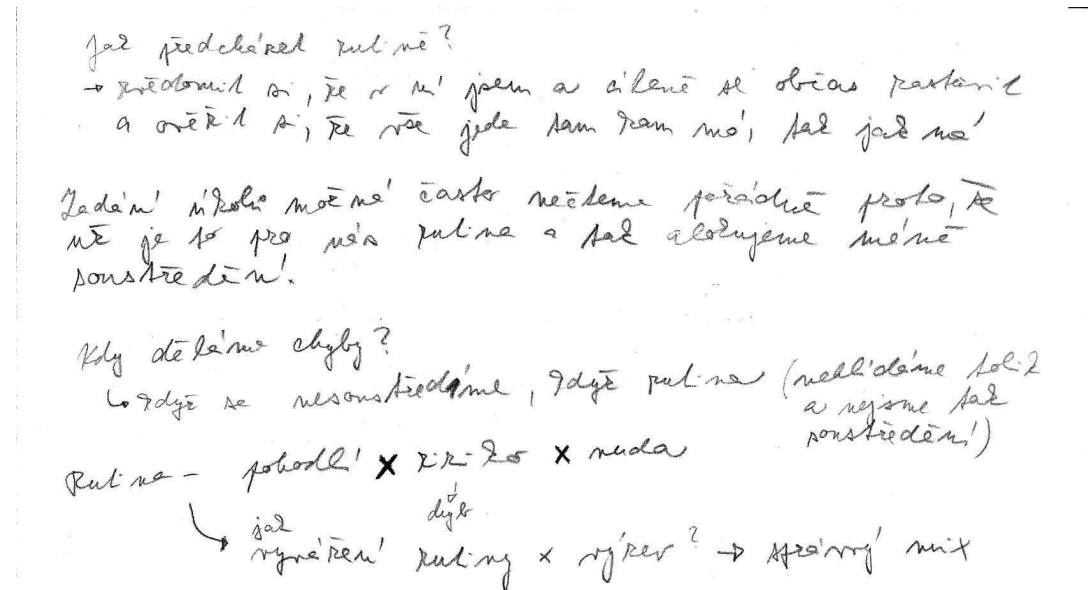 Jak předcházet rutině?
→ zvědomit si, že v ní jsem a cíleně se občas zastavit
a ověřit si, že vše jede tam kam má, tak jak má
Zadání úkolů možná často nečteme pořádně proto, že
už je to pro nás rutina a tak alokujeme méně
soustředění.
Kdy děláme chyby?
↳ když se nesoustředíme, když rutina (nehlídáme tolik
a nejsme tak
soustředění)
Rutina – pohodlí x riziko x nuda
chyb
jak
vyvážení rutiny x výzev? → správný mix